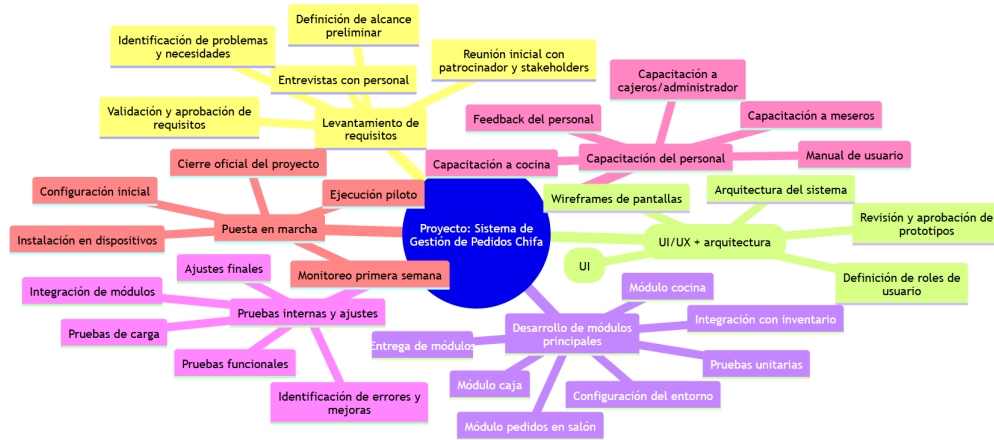 Proyecto: Sistema de
Gestión de Pedidos Chifa
Levantamiento de
requisitos
Definición de alcance
preliminar
Identificación de problemas
y necesidades
Entrevistas con personal
Reunión inicial con
patrocinador y stakeholders
Validación y aprobación de
requisitos
Capacitación del personal
Capacitación a
cajeros/administrador
Feedback del personal
Capacitación a meseros
Capacitación a cocina
Manual de usuario
UI/UX + arquitectura
Wireframes de pantallas
Arquitectura del sistema
Revisión y aprobación de
prototipos
UI
Definición de roles de
usuario
Puesta en marcha
Cierre oficial del proyecto
Configuración inicial
Ejecución piloto
Instalación en dispositivos
Monitoreo primera semana
Pruebas internas y ajustes
Ajustes finales
Integración de módulos
Pruebas de carga
Pruebas funcionales
Identificación de errores y
mejoras
Desarrollo de módulos
principales
Módulo cocina
Integración con inventario
Entrega de módulos
Pruebas unitarias
Módulo caja
Configuración del entorno
Módulo pedidos en salón